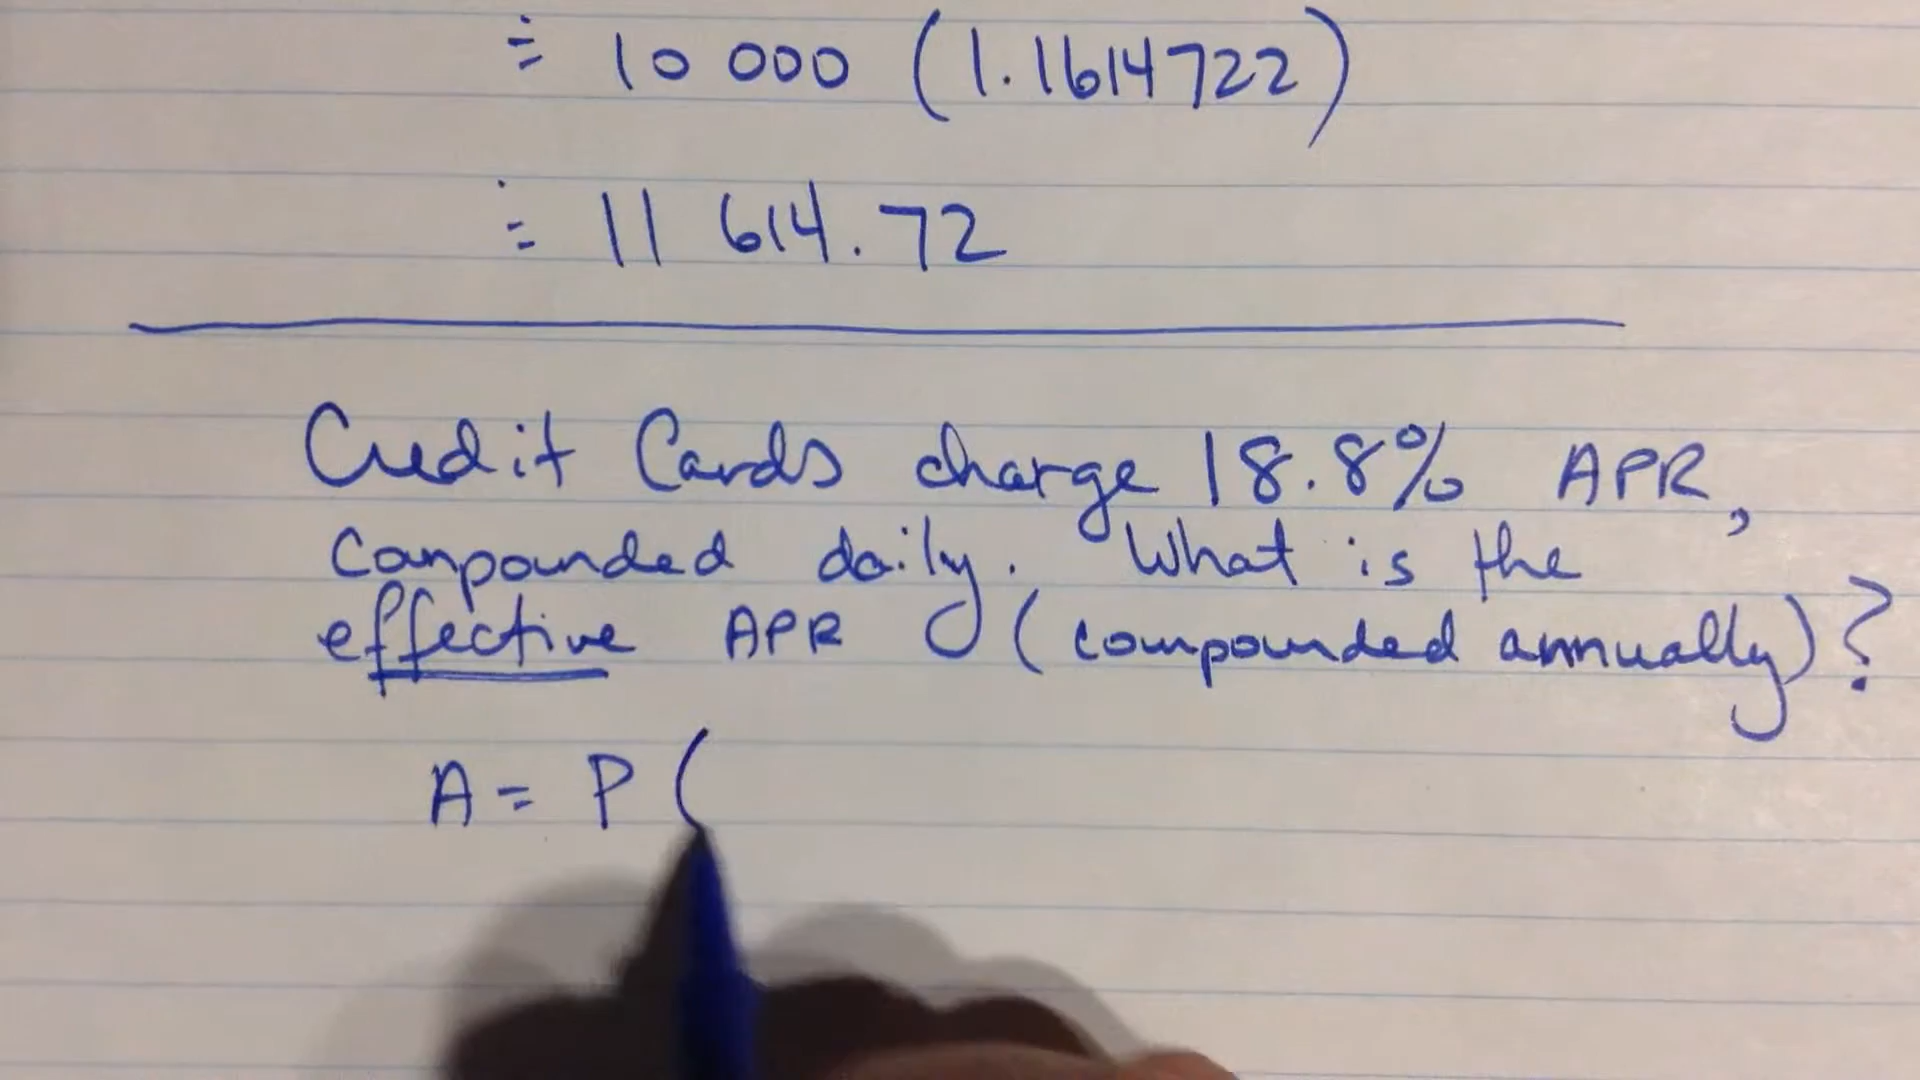 ≐ 10 000 (1.1614722)
≐ 11 614.72
Credit Cards charge 18.8% APR,
compounded daily. What is the
effective APR (compounded annually)?
A = P (